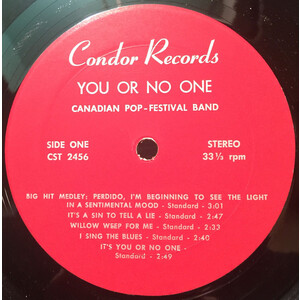 Condor Records
YOU OR NO ONE
CANADIAN POP-FESTIVAL BAND
SIDE ONE
CST 2456
STEREO
33⅓ rpm
BIG HIT MEDLEY: PERDIDO, I'M BEGINNING TO SEE THE LIGHT
IN A SENTIMENTAL MOOD - Standard - 3:01
IT'S A SIN TO TELL A LIE - Standard - 2:47
WILLOW WEEP FOR ME - Standard - 2:33
I SING THE BLUES - Standard - 2:40
IT'S YOU OR NO ONE -
Standard - 2:49